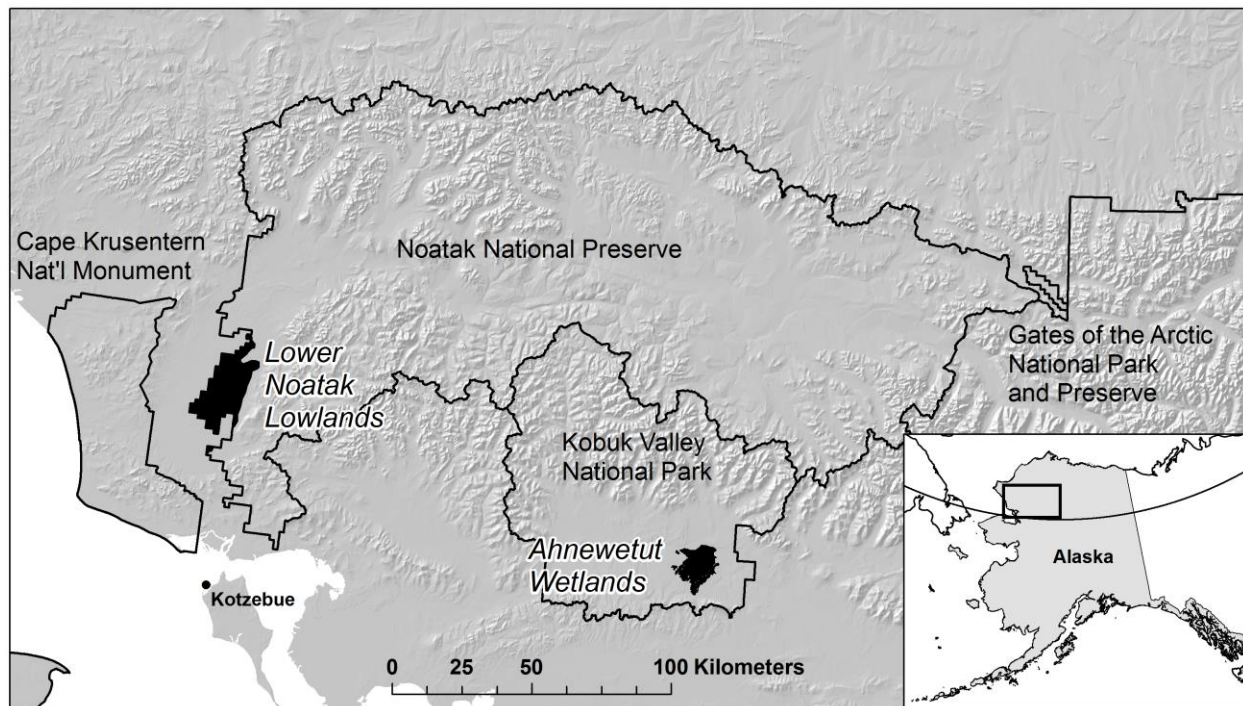 Cape Krusentern
Nat'l Monument
Noatak National Preserve
Lower
Noatak
Lowlands
Gates of the Arctic
National Park
and Preserve
Kobuk Valley
National Park
Ahnewetut
Wetlands
Kotzebue
Alaska
0 25 50 100 Kilometers